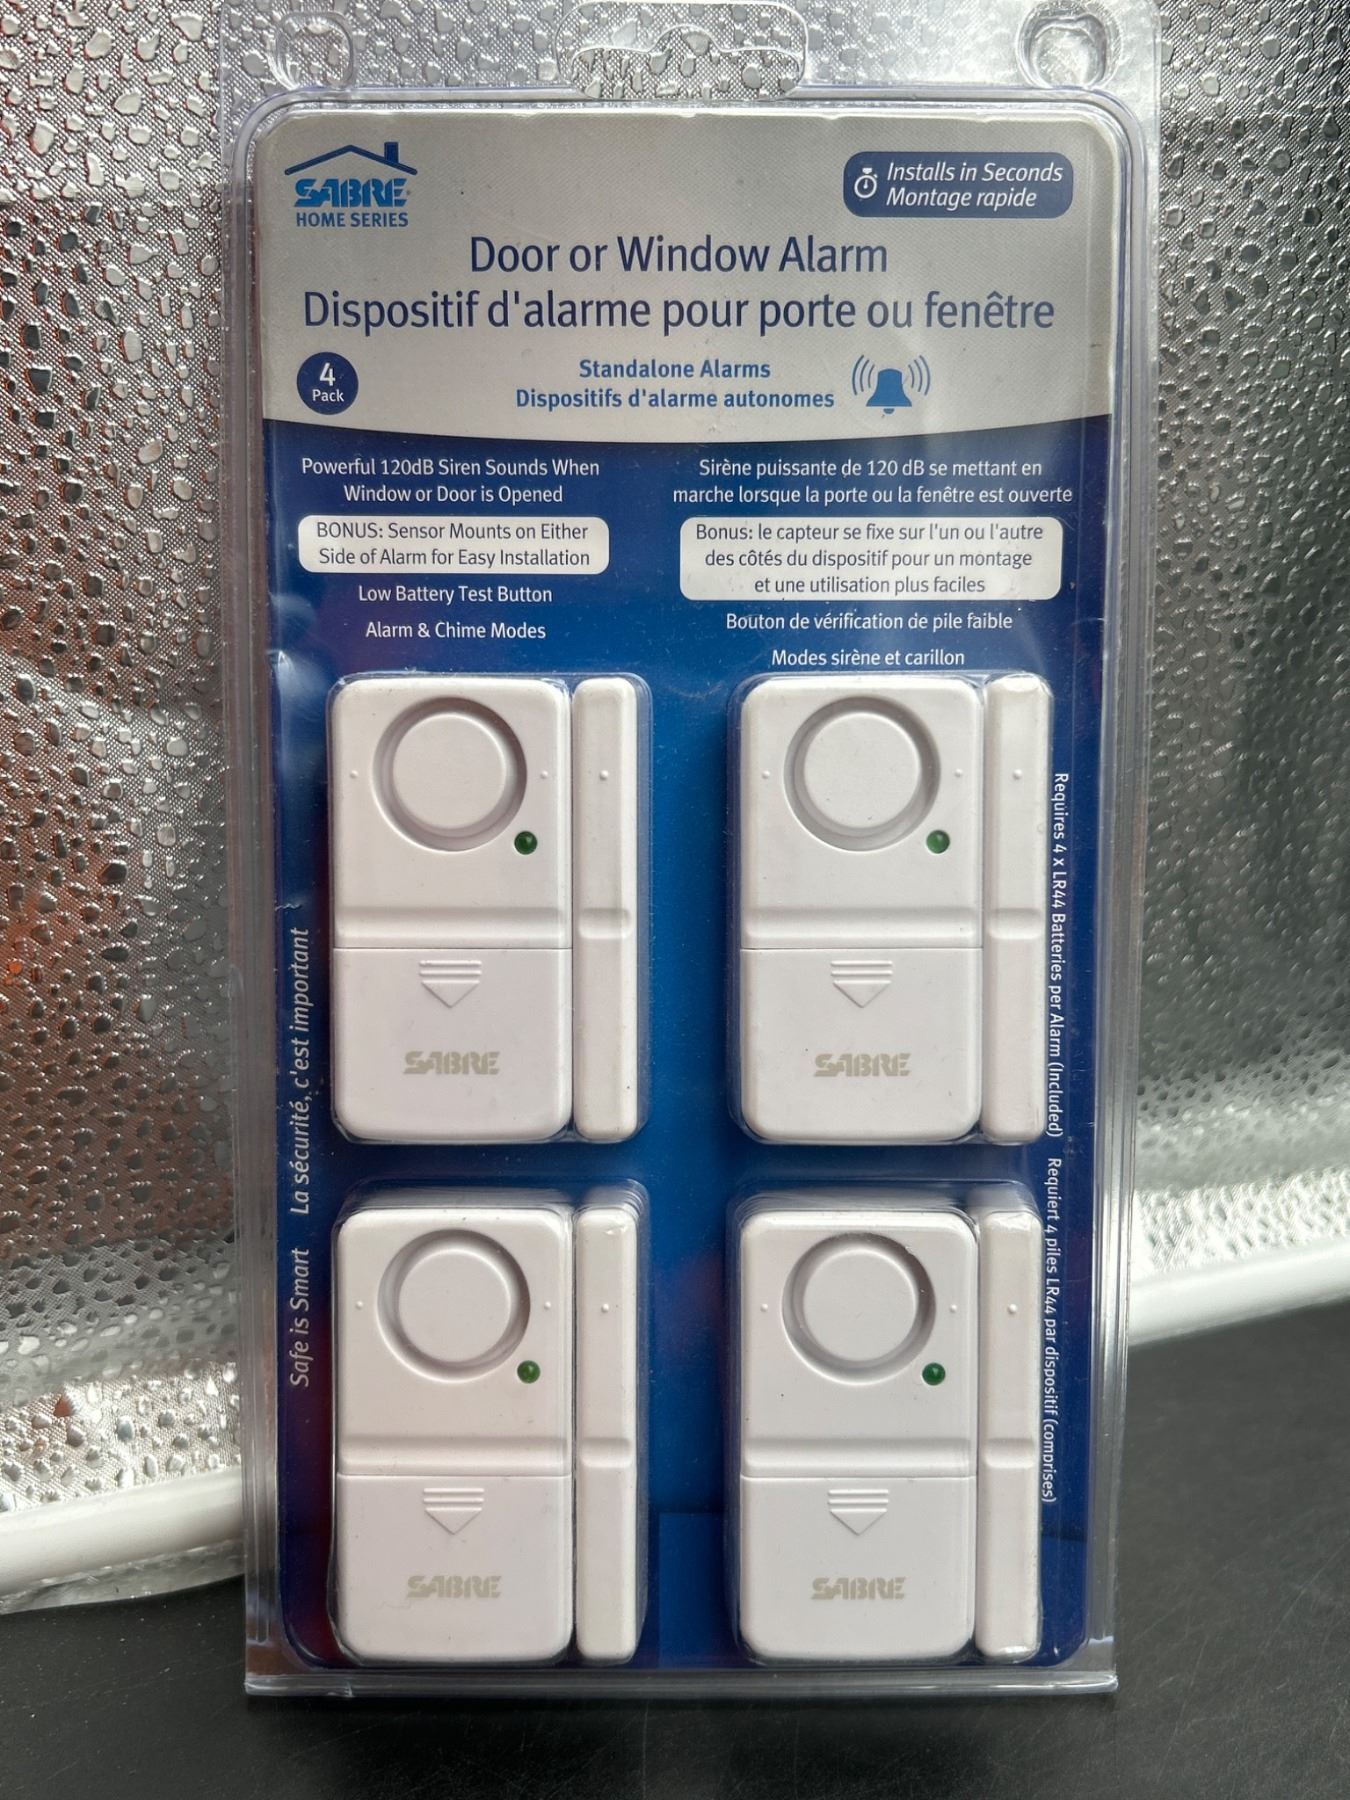 SABRE
HOME SERIES
Installs in Seconds
Montage rapide
Door or Window Alarm
Dispositif d'alarme pour porte ou fenêtre
4
Pack
Standalone Alarms
Dispositifs d'alarme autonomes
Powerful 120dB Siren Sounds When
Window or Door is Opened
BONUS: Sensor Mounts on Either
Side of Alarm for Easy Installation
Low Battery Test Button
Alarm & Chime Modes
Sirène puissante de 120 dB se mettant en
marche lorsque la porte ou la fenêtre est ouverte
Bonus: le capteur se fixe sur l'un ou l'autre
des côtés du dispositif pour un montage
et une utilisation plus faciles
Bouton de vérification de pile faible
Modes sirène et carillon
Safe is Smart La sécurité, c'est important
Requires 4 x LR44 Batteries per Alarm (Included) Requiert 4 piles LR44 par dispositif (comprises)
SABRE
SABRE
SABRE
SABRE